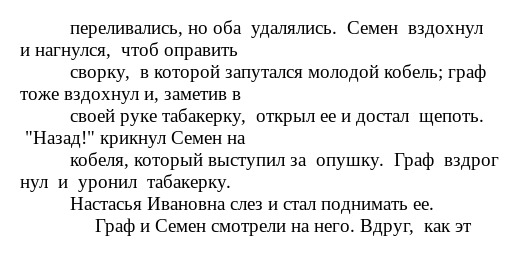 переливались, но оба удалялись. Семен вздохнул
и нагнулся, чтоб оправить
сворку, в которой запутался молодой кобель; граф
тоже вздохнул и, заметив в
своей руке табакерку, открыл ее и достал щепоть.
"Назад!" крикнул Семен на
кобеля, который выступил за опушку. Граф вздрог
нул и уронил табакерку.
Настасья Ивановна слез и стал поднимать ее.
Граф и Семен смотрели на него. Вдруг, как эт